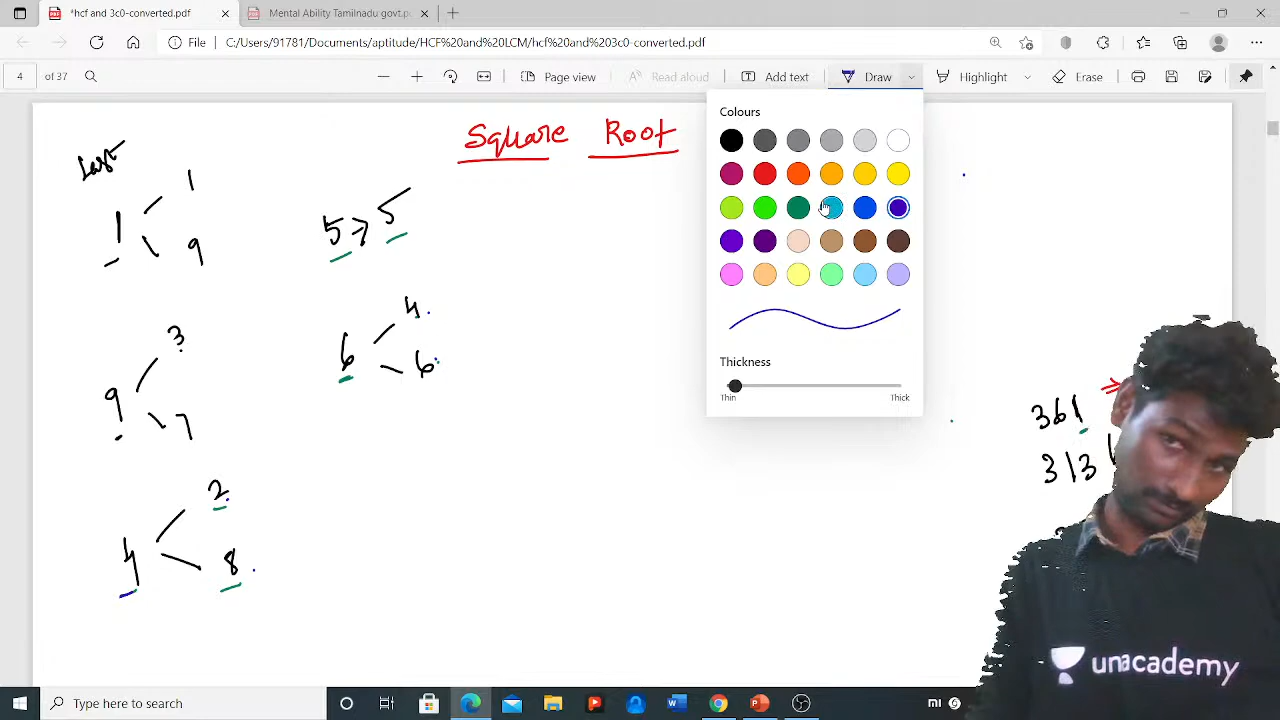 *hcf and 3c0-converted.pdf
Mental Ability Tamilnadu govt.p
File
C:/Users/91781/Documents/aptitude/HCF%20and%20LCM/hcf%20and%203c0-converted.pdf
4 of 37
Page view
Read aloud
Add text
Draw
Highlight
Erase
Colours
Thickness
Thin
Thick
Square Root
Last
1 1
9
5 => 5
9 3
7
6 4
6
4 2
8
361
313
unacademy
Type here to search